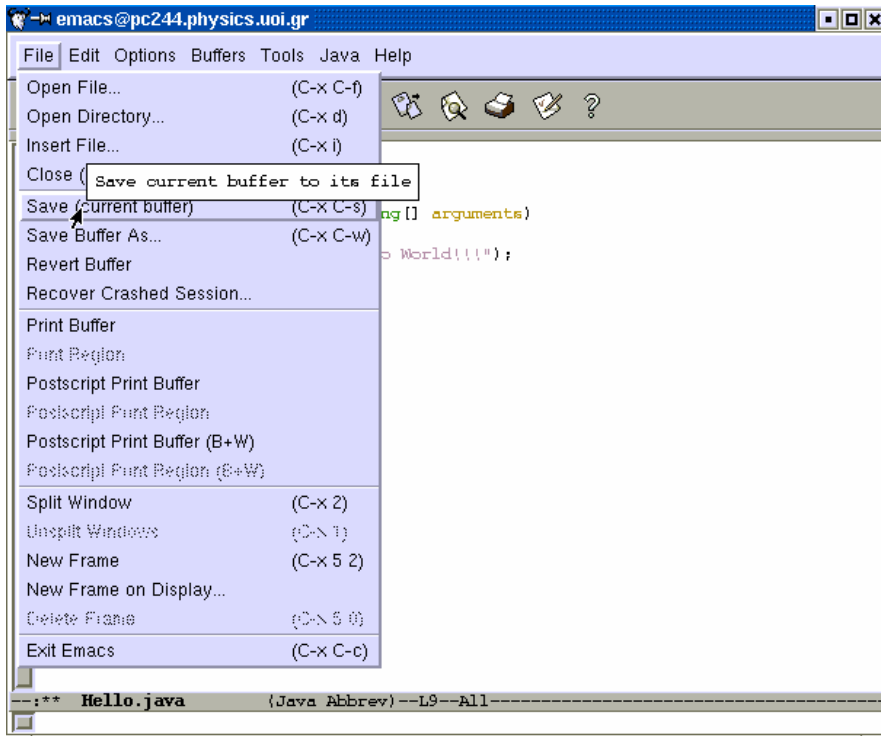 emacs@pc244.physics.uoi.gr
File Edit Options Buffers Tools Java Help
Open File... (C-x C-f)
Open Directory... (C-x d)
Insert File... (C-x i)
Close (
Save current buffer to its file
Save (current buffer) (C-x C-s)
ng[] arguments)
Save Buffer As... (C-x C-w)
o World!!!");
Revert Buffer
Recover Crashed Session...
Print Buffer
Print Region
Postscript Print Buffer
Postscript Print Region
Postscript Print Buffer (B+W)
Postscript Print Region (B+W)
Split Window (C-x 2)
Unsplit Windows (C-x 1)
New Frame (C-x 5 2)
New Frame on Display...
Delete Frame (C-x 5 0)
Exit Emacs (C-x C-c)
--:** Hello.java (Java Abbrev)--L9--All----------------------------------------